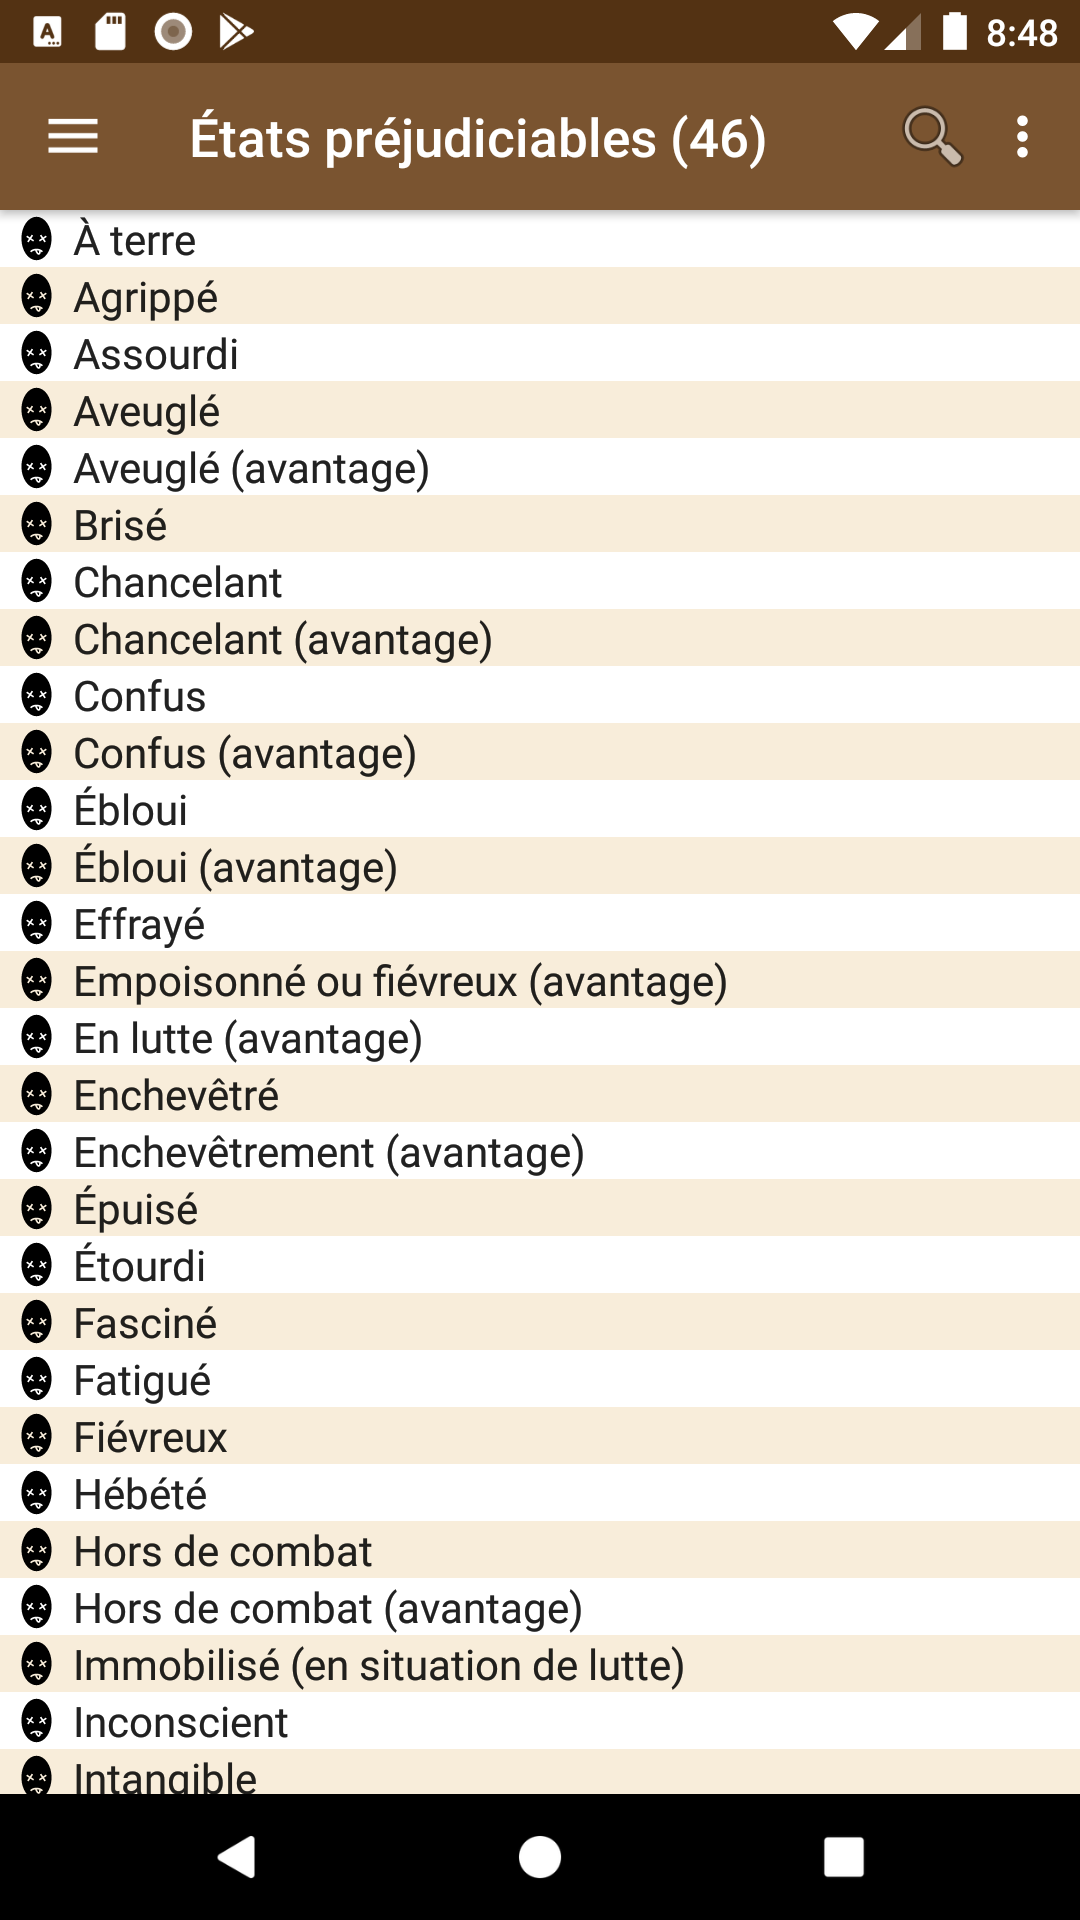 8:48
États préjudiciables (46)
À terre
Agrippé
Assourdi
Aveuglé
Aveuglé (avantage)
Brisé
Chancelant
Chancelant (avantage)
Confus
Confus (avantage)
Ébloui
Ébloui (avantage)
Effrayé
Empoisonné ou fiévreux (avantage)
En lutte (avantage)
Enchevêtré
Enchevêtrement (avantage)
Épuisé
Étourdi
Fasciné
Fatigué
Fiévreux
Hébété
Hors de combat
Hors de combat (avantage)
Immobilisé (en situation de lutte)
Inconscient
Intangible